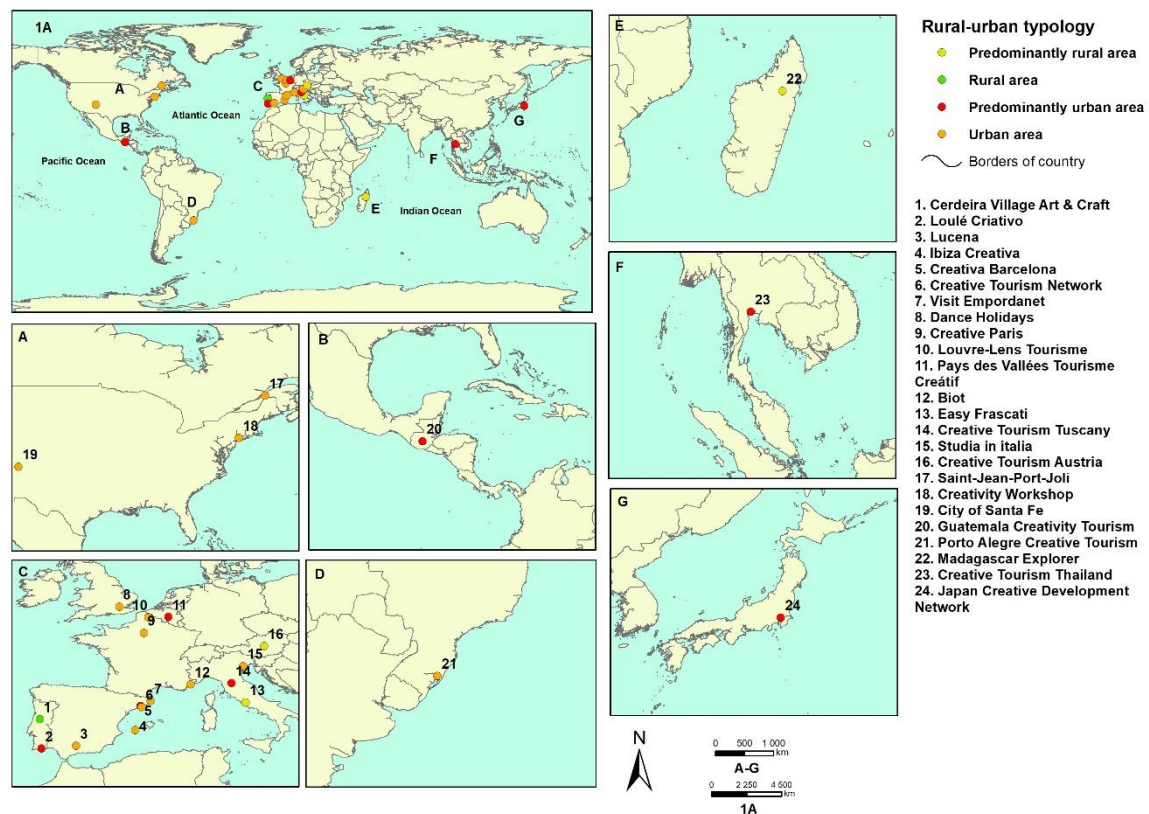 1A
A
B
C
D
E
F
G
Atlantic Ocean
Pacific Ocean
Indian Ocean
A
17
18
19
B
20
C
8
10
11
9
16
15
14
12
13
7
6
5
4
1
2
3
D
21
E
22
F
23
G
24
N
0 500 1 000
km
A-G
0 2 250 4 500
km
1A
Rural-urban typology
Predominantly rural area
Rural area
Predominantly urban area
Urban area
Borders of country
1. Cerdeira Village Art & Craft
2. Loulé Criativo
3. Lucena
4. Ibiza Creativa
5. Creativa Barcelona
6. Creative Tourism Network
7. Visit Empordanet
8. Dance Holidays
9. Creative Paris
10. Louvre-Lens Tourisme
11. Pays des Vallées Tourisme
Creátif
12. Biot
13. Easy Frascati
14. Creative Tourism Tuscany
15. Studia in italia
16. Creative Tourism Austria
17. Saint-Jean-Port-Joli
18. Creativity Workshop
19. City of Santa Fe
20. Guatemala Creativity Tourism
21. Porto Alegre Creative Tourism
22. Madagascar Explorer
23. Creative Tourism Thailand
24. Japan Creative Development
Network